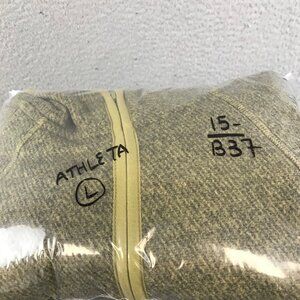 ATHLETA
L
15-
B37